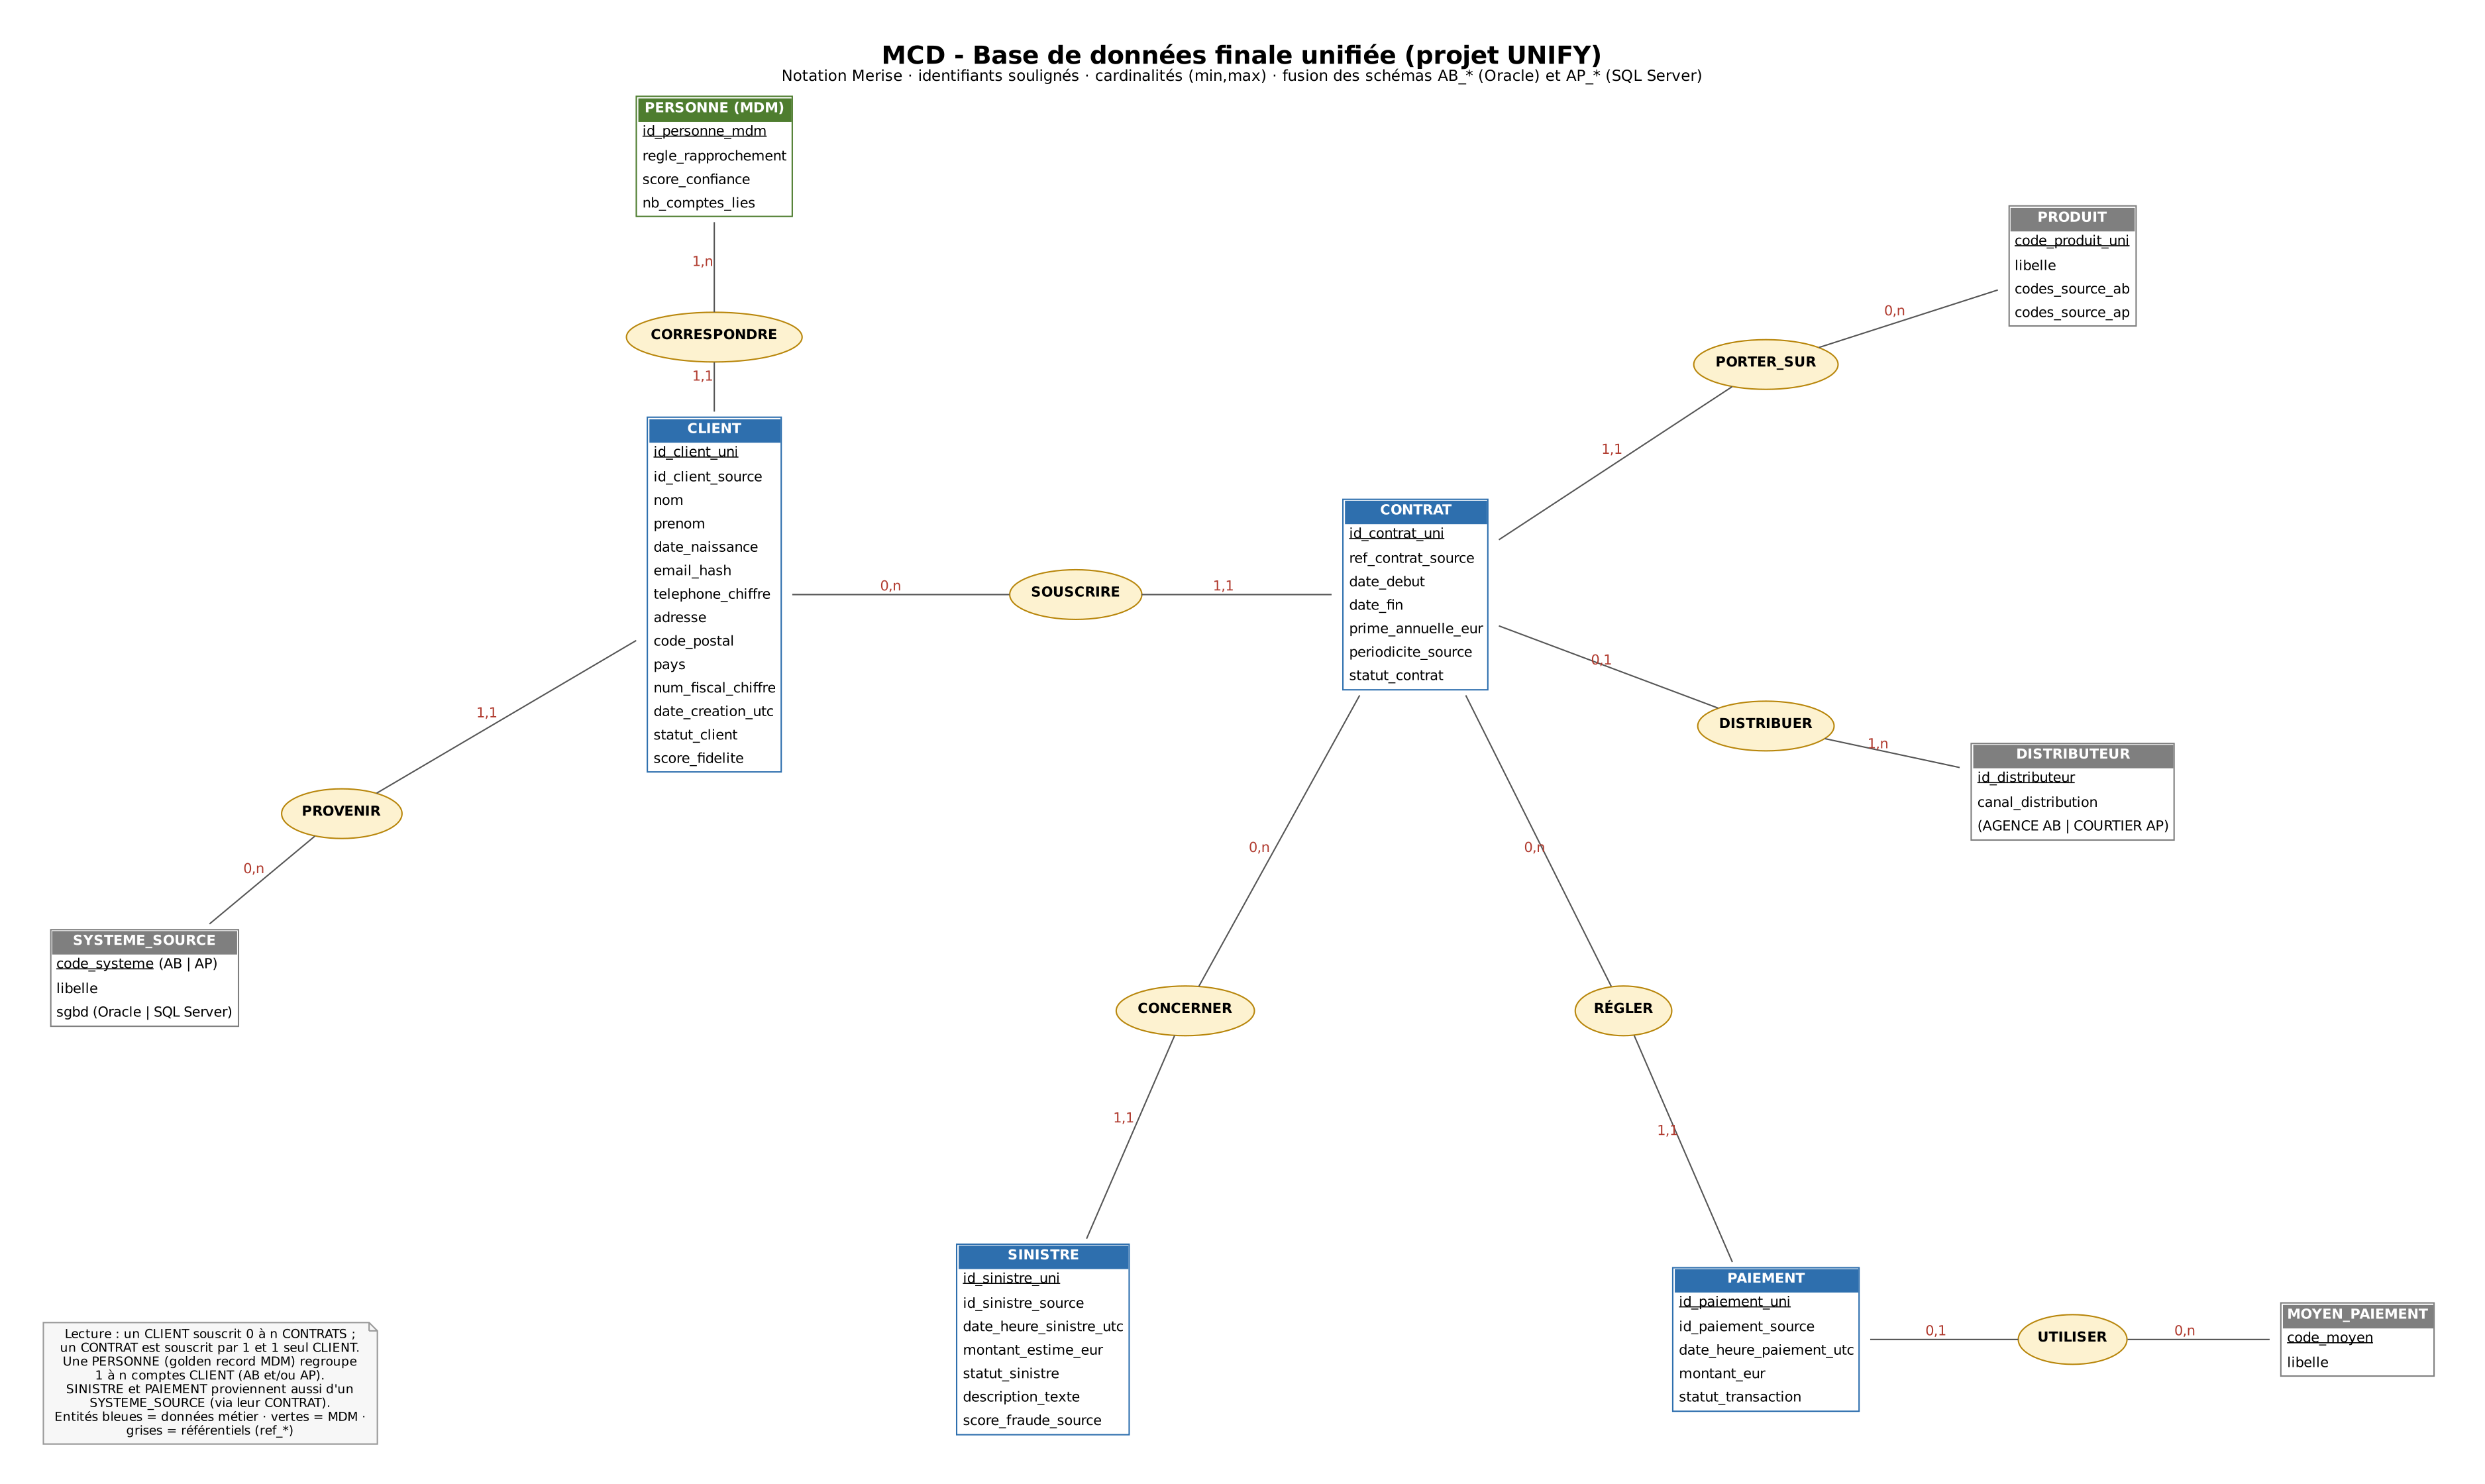 MCD - Base de données finale unifiée (projet UNIFY)
Notation Merise · identifiants soulignés · cardinalités (min,max) · fusion des schémas AB_* (Oracle) et AP_* (SQL Server)
PERSONNE (MDM)
id_personne_mdm
regle_rapprochement
score_confiance
nb_comptes_lies
1,n
CORRESPONDRE
1,1
CLIENT
id_client_uni
id_client_source
nom
prenom
date_naissance
email_hash
telephone_chiffre
adresse
code_postal
pays
num_fiscal_chiffre
date_creation_utc
statut_client
score_fidelite
1,1
PROVENIR
0,n
SYSTEME_SOURCE
code_systeme (AB | AP)
libelle
sgbd (Oracle | SQL Server)
0,n
SOUSCRIRE
1,1
CONTRAT
id_contrat_uni
ref_contrat_source
date_debut
date_fin
prime_annuelle_eur
periodicite_source
statut_contrat
1,1
PORTER_SUR
0,n
PRODUIT
code_produit_uni
libelle
codes_source_ab
codes_source_ap
0,1
DISTRIBUER
1,n
DISTRIBUTEUR
id_distributeur
canal_distribution
(AGENCE AB | COURTIER AP)
0,n
CONCERNER
1,1
SINISTRE
id_sinistre_uni
id_sinistre_source
date_heure_sinistre_utc
montant_estime_eur
statut_sinistre
description_texte
score_fraude_source
0,n
RÉGLER
1,1
PAIEMENT
id_paiement_uni
id_paiement_source
date_heure_paiement_utc
montant_eur
statut_transaction
0,1
UTILISER
0,n
MOYEN_PAIEMENT
code_moyen
libelle
Lecture : un CLIENT souscrit 0 à n CONTRATS ;
un CONTRAT est souscrit par 1 et 1 seul CLIENT.
Une PERSONNE (golden record MDM) regroupe
1 à n comptes CLIENT (AB et/ou AP).
SINISTRE et PAIEMENT proviennent aussi d'un
SYSTEME_SOURCE (via leur CONTRAT).
Entités bleues = données métier · vertes = MDM ·
grises = référentiels (ref_*)